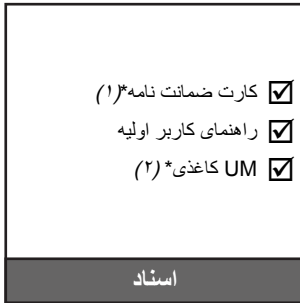 کارت ضمانت نامه*(۱)
راهنمای کاربر اولیه
UM کاغذی* (۲)
اسناد